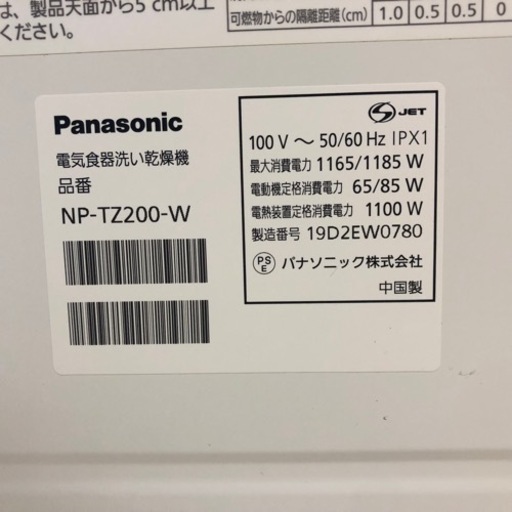 は、製品天面から5 cm以上
ください。
可燃物からの隔離距離(cm) 1.0 0.5 0.5 0
Panasonic
電気食器洗い乾燥機
品番
NP-TZ200-W
S JET
100 V ～ 50/60 Hz IPX1
最大消費電力 1165/1185 W
電動機定格消費電力 65/85 W
電熱装置定格消費電力 1100 W
製造番号 19D2EW0780
PSE パナソニック株式会社
中国製